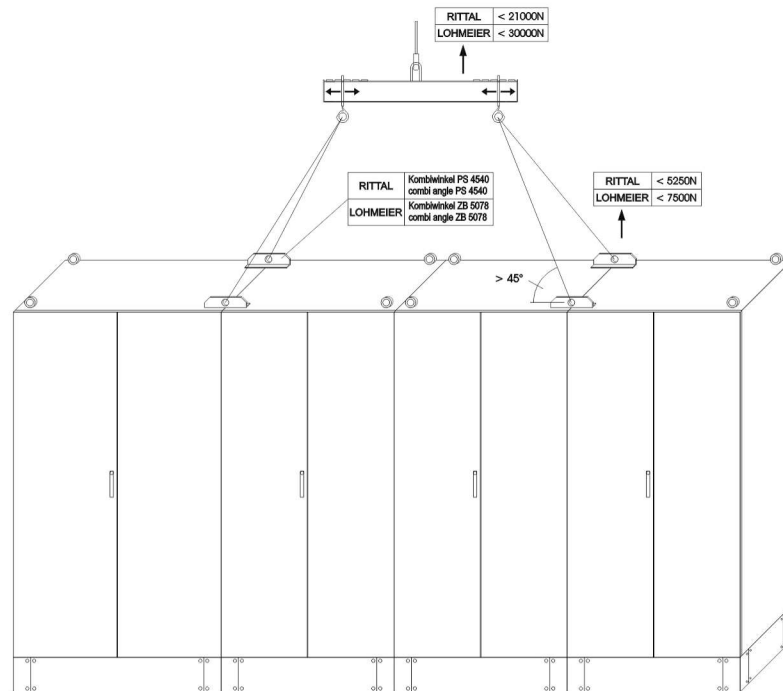 RITTAL < 21000N
LOHMEIER < 30000N
RITTAL Kombiwinkel PS 4540
combi angle PS 4540
LOHMEIER Kombiwinkel ZB 5078
combi angle ZB 5078
RITTAL < 5250N
LOHMEIER < 7500N
> 45°